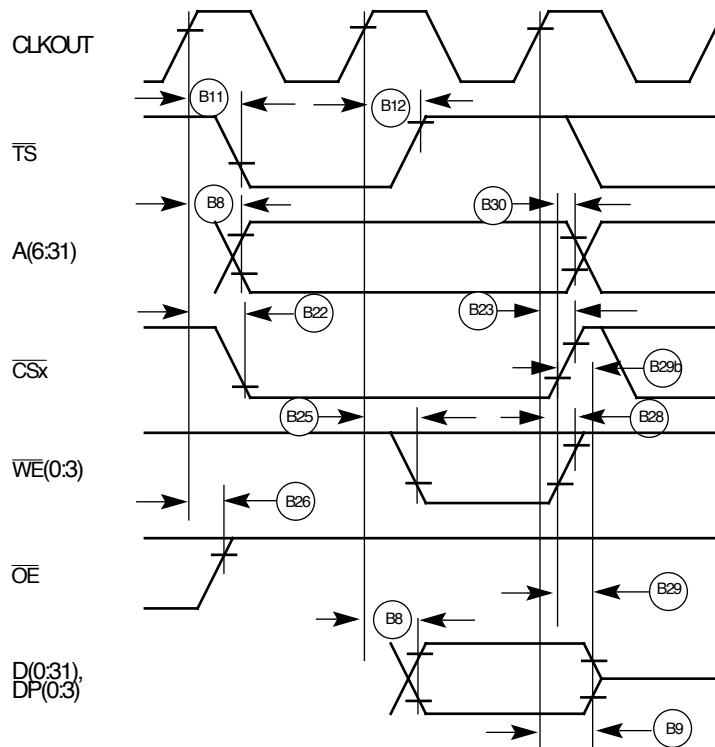 CLKOUT
B11
B12
TS
B8
B30
A(6:31)
B22
B23
CSx
B29b
B25
B28
WE(0:3)
B26
OE
B29
B8
D(0:31),
DP(0:3)
B9